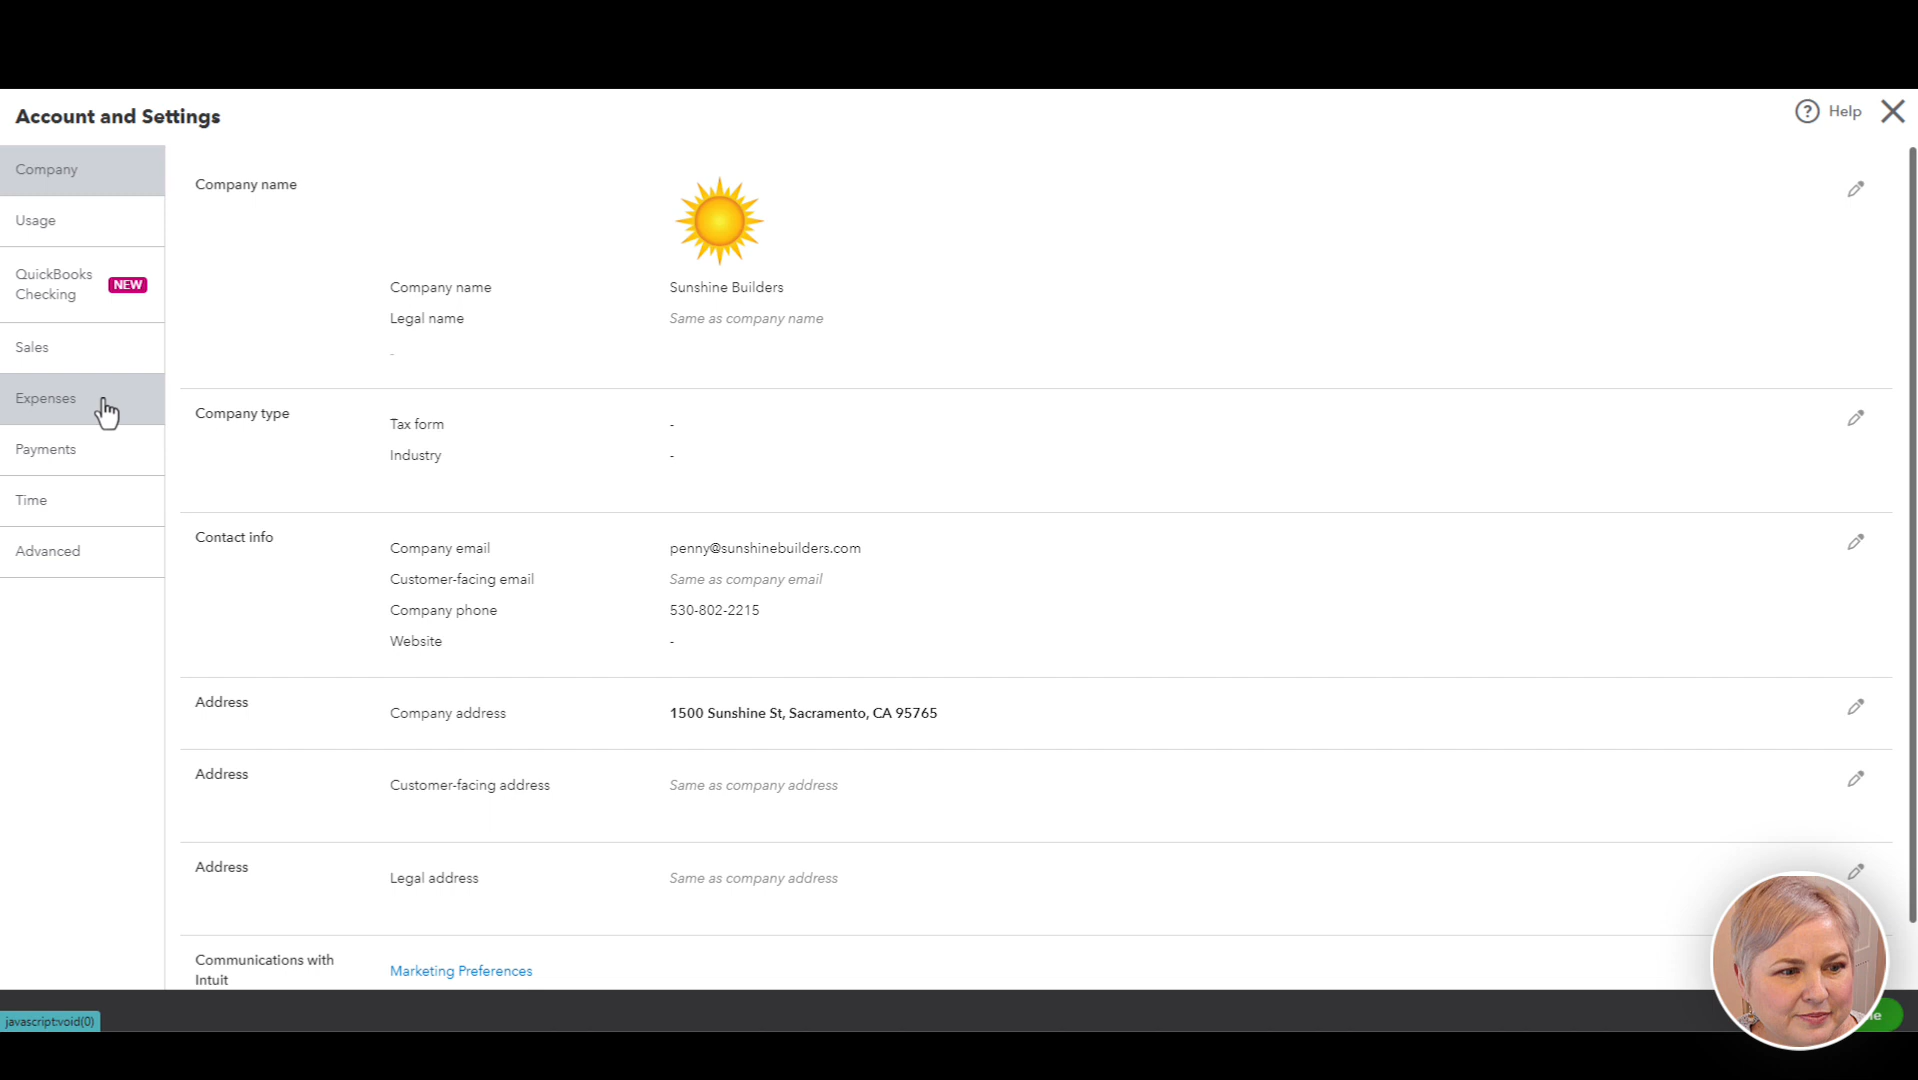 Account and Settings
Help
Company
Usage
QuickBooks
Checking
NEW
Sales
Expenses
Payments
Time
Advanced
Company name
Company name Sunshine Builders
Legal name Same as company name
-
Company type
Tax form -
Industry -
Contact info
Company email penny@sunshinebuilders.com
Customer-facing email Same as company email
Company phone 530-802-2215
Website -
Address
Company address 1500 Sunshine St, Sacramento, CA 95765
Address
Customer-facing address Same as company address
Address
Legal address Same as company address
Communications with
Intuit
Marketing Preferences
javascript:void(0)